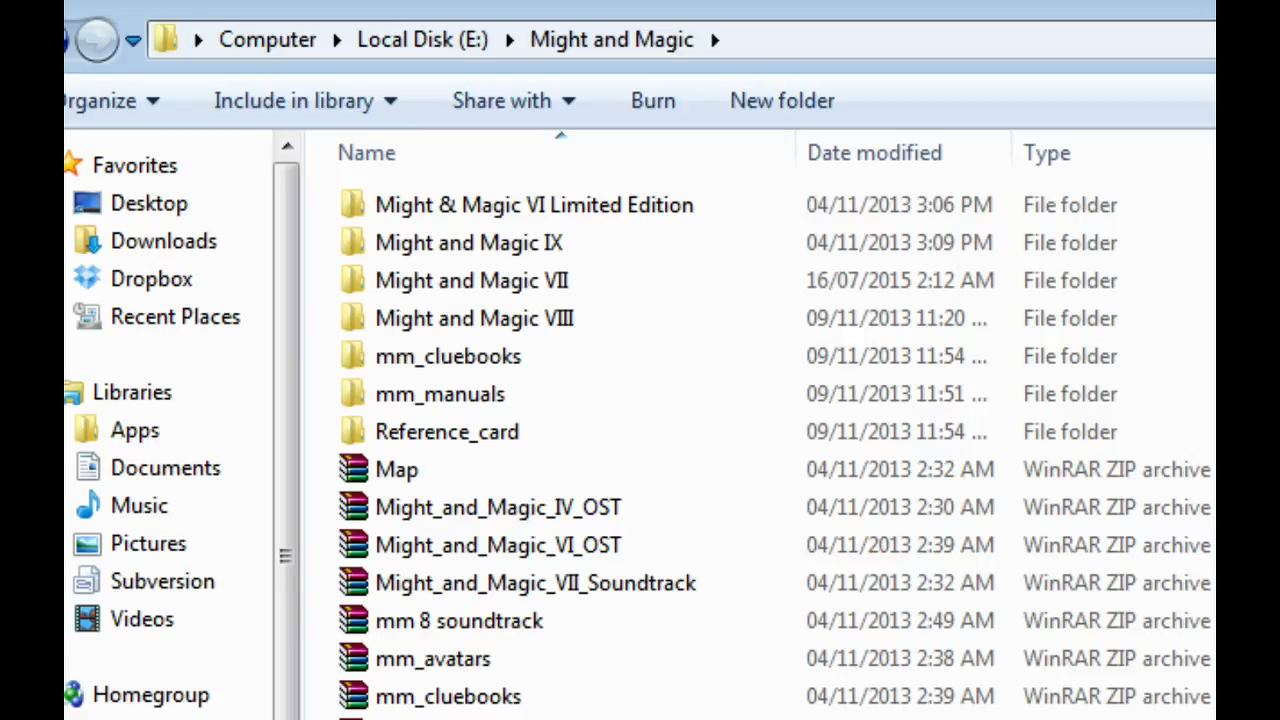 Computer Local Disk (E:) Might and Magic
rganize Include in library Share with Burn New folder
Name Date modified Type
Favorites
Desktop
Downloads
Dropbox
Recent Places
Libraries
Apps
Documents
Music
Pictures
Subversion
Videos
Homegroup
Might & Magic VI Limited Edition 04/11/2013 3:06 PM File folder
Might and Magic IX 04/11/2013 3:09 PM File folder
Might and Magic VII 16/07/2015 2:12 AM File folder
Might and Magic VIII 09/11/2013 11:20 ... File folder
mm_cluebooks 09/11/2013 11:54 ... File folder
mm_manuals 09/11/2013 11:51 ... File folder
Reference_card 09/11/2013 11:54 ... File folder
Map 04/11/2013 2:32 AM WinRAR ZIP archive
Might_and_Magic_IV_OST 04/11/2013 2:30 AM WinRAR ZIP archive
Might_and_Magic_VI_OST 04/11/2013 2:39 AM WinRAR ZIP archive
Might_and_Magic_VII_Soundtrack 04/11/2013 2:32 AM WinRAR ZIP archive
mm 8 soundtrack 04/11/2013 2:49 AM WinRAR ZIP archive
mm_avatars 04/11/2013 2:38 AM WinRAR ZIP archive
mm_cluebooks 04/11/2013 2:39 AM WinRAR ZIP archive